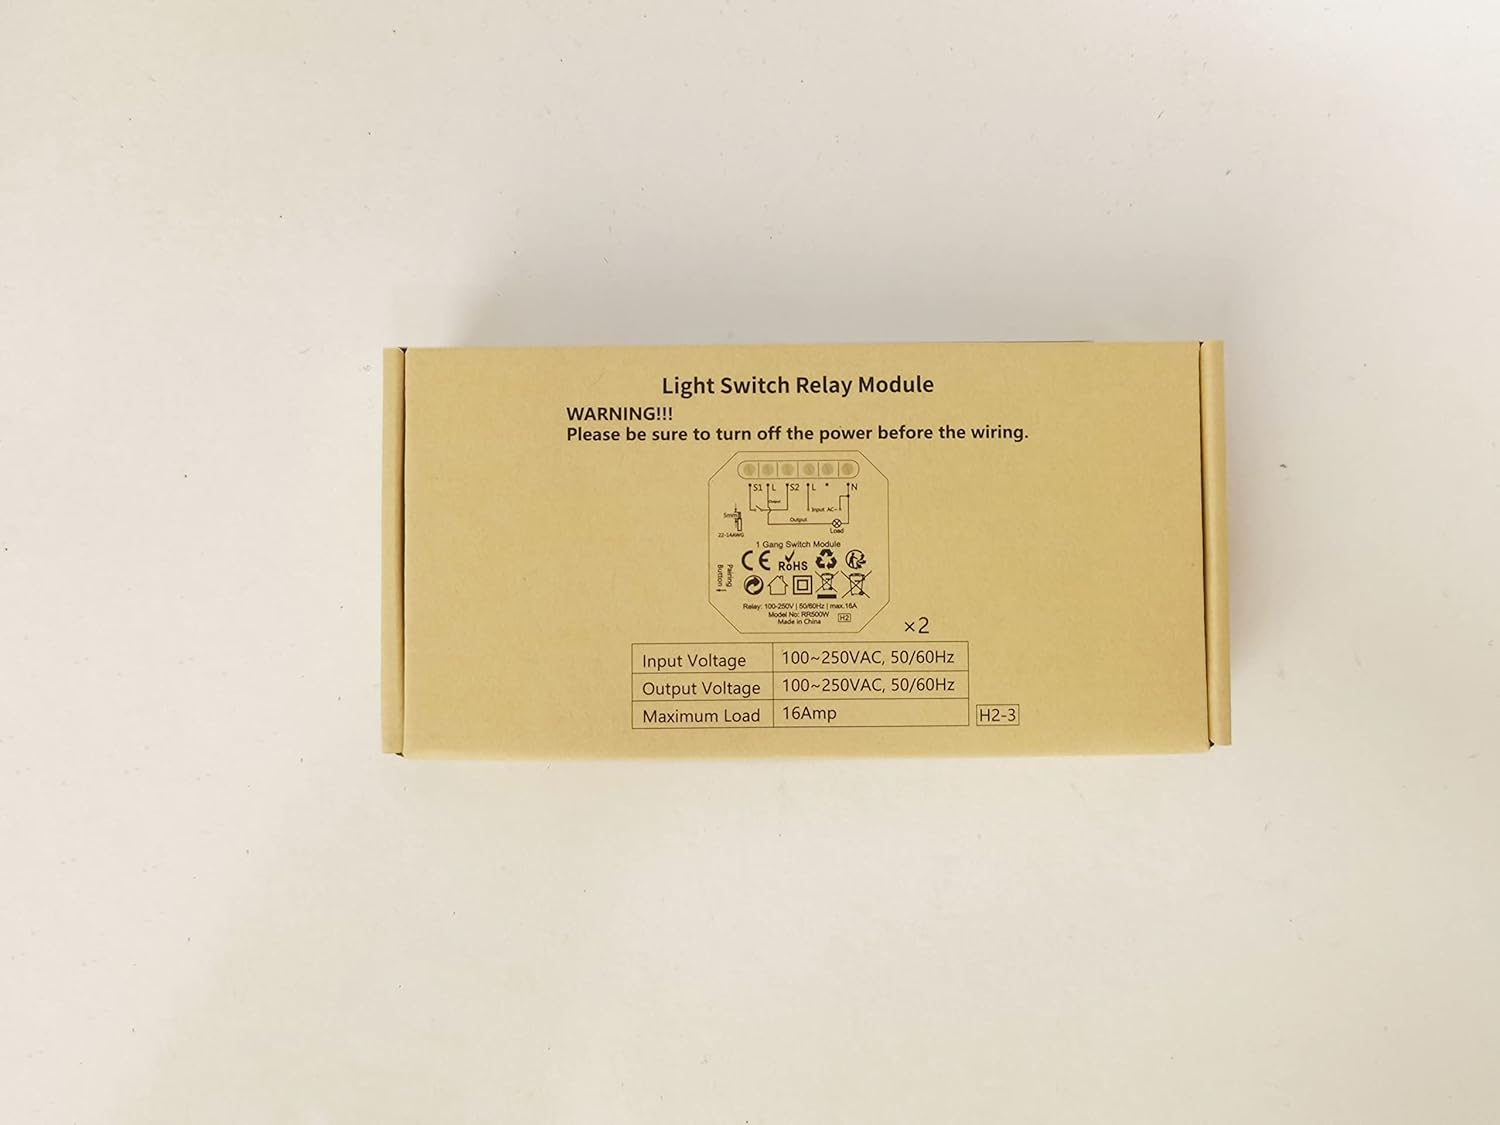 Light Switch Relay Module
WARNING!!!
Please be sure to turn off the power before the wiring.
S1 L S2 L * N
Output
Input AC~
5mm
Output
22-14AWG
Load
1 Gang Switch Module
CE RoHS
Pairing
Button
Relay: 100-250V | 50/60Hz | max.16A
Model No: RR500W
Made in China
H2
×2
Input Voltage 100~250VAC, 50/60Hz
Output Voltage 100~250VAC, 50/60Hz
Maximum Load 16Amp
H2-3